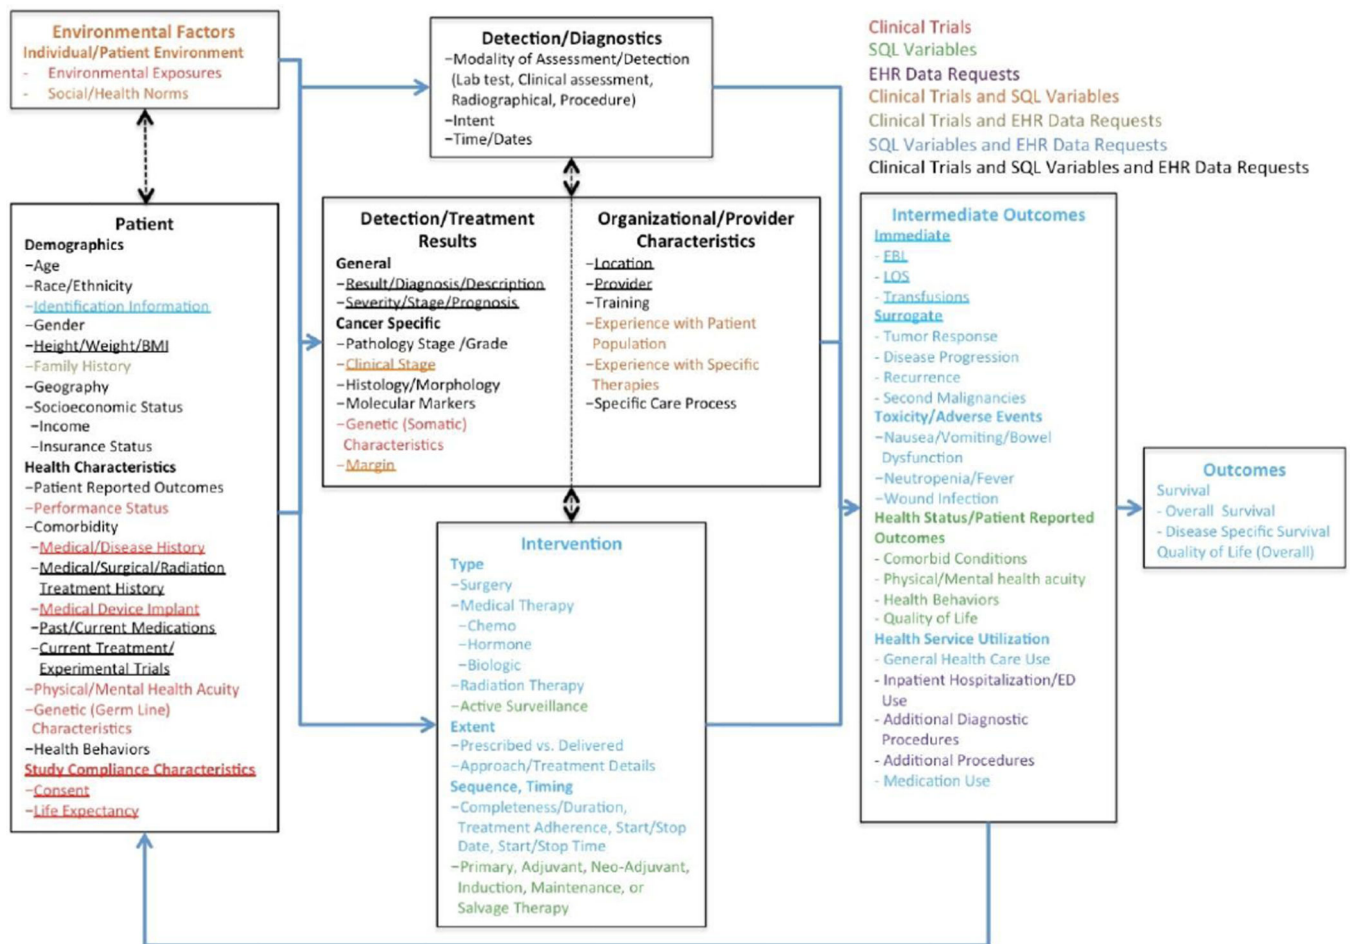 Environmental Factors
Individual/Patient Environment
- Environmental Exposures
- Social/Health Norms
Detection/Diagnostics
–Modality of Assessment/Detection
(Lab test, Clinical assessment,
Radiographical, Procedure)
–Intent
–Time/Dates
Clinical Trials
SQL Variables
EHR Data Requests
Clinical Trials and SQL Variables
Clinical Trials and EHR Data Requests
SQL Variables and EHR Data Requests
Clinical Trials and SQL Variables and EHR Data Requests
Patient
Demographics
–Age
–Race/Ethnicity
–Identification Information
–Gender
–Height/Weight/BMI
–Family History
–Geography
–Socioeconomic Status
–Income
–Insurance Status
Health Characteristics
–Patient Reported Outcomes
–Performance Status
–Comorbidity
–Medical/Disease History
–Medical/Surgical/Radiation
Treatment History
–Medical Device Implant
–Past/Current Medications
–Current Treatment/
Experimental Trials
–Physical/Mental Health Acuity
–Genetic (Germ Line)
Characteristics
–Health Behaviors
Study Compliance Characteristics
–Consent
–Life Expectancy
Detection/Treatment
Results
General
–Result/Diagnosis/Description
–Severity/Stage/Prognosis
Cancer Specific
–Pathology Stage /Grade
–Clinical Stage
–Histology/Morphology
–Molecular Markers
–Genetic (Somatic)
Characteristics
–Margin
Organizational/Provider
Characteristics
–Location
–Provider
–Training
–Experience with Patient
Population
–Experience with Specific
Therapies
–Specific Care Process
Intervention
Type
–Surgery
–Medical Therapy
–Chemo
–Hormone
–Biologic
–Radiation Therapy
–Active Surveillance
Extent
–Prescribed vs. Delivered
–Approach/Treatment Details
Sequence, Timing
–Completeness/Duration,
Treatment Adherence, Start/Stop
Date, Start/Stop Time
–Primary, Adjuvant, Neo-Adjuvant,
Induction, Maintenance, or
Salvage Therapy
Intermediate Outcomes
Immediate
- EBL
- LOS
- Transfusions
Surrogate
- Tumor Response
- Disease Progression
- Recurrence
- Second Malignancies
Toxicity/Adverse Events
–Nausea/Vomiting/Bowel
Dysfunction
–Neutropenia/Fever
–Wound Infection
Health Status/Patient Reported
Outcomes
- Comorbid Conditions
- Physical/Mental health acuity
- Health Behaviors
- Quality of Life
Health Service Utilization
- General Health Care Use
- Inpatient Hospitalization/ED
Use
- Additional Diagnostic
Procedures
- Additional Procedures
- Medication Use
Outcomes
Survival
- Overall Survival
- Disease Specific Survival
Quality of Life (Overall)